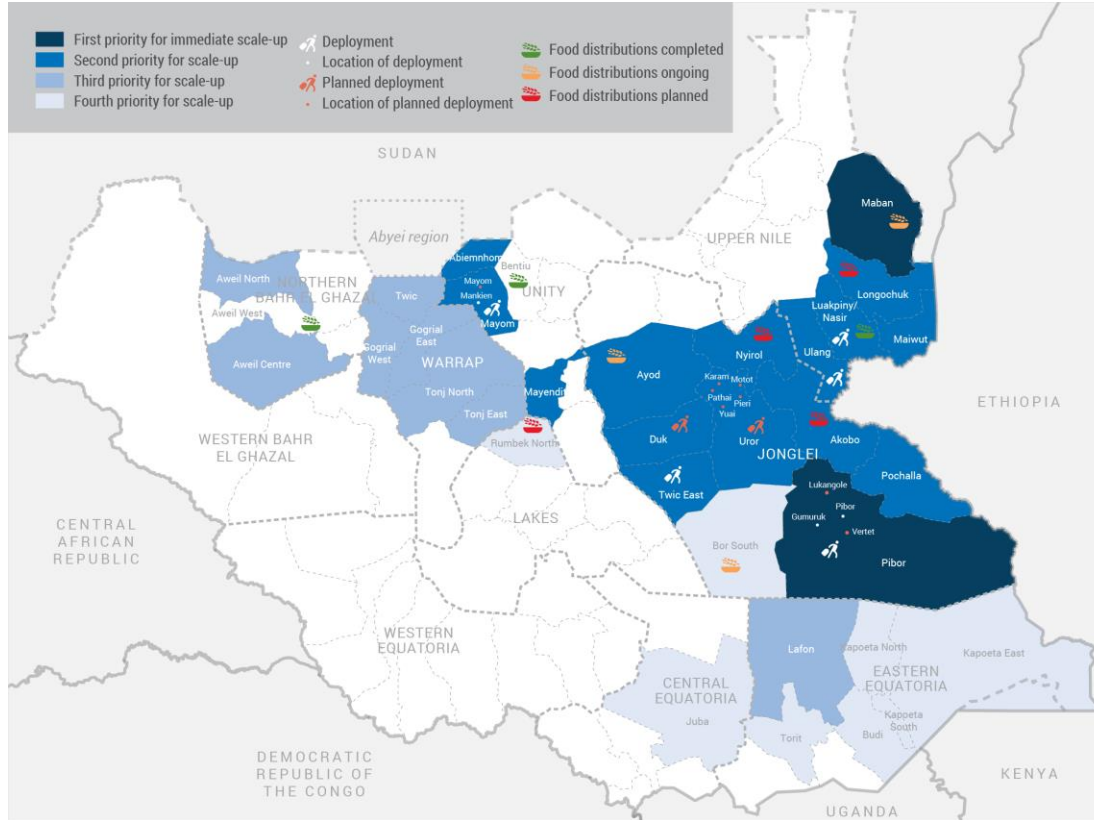 First priority for immediate scale-up
Second priority for scale-up
Third priority for scale-up
Fourth priority for scale-up
Deployment
Location of deployment
Planned deployment
Location of planned deployment
Food distributions completed
Food distributions ongoing
Food distributions planned
SUDAN
Maban
Abyei region
UPPER NILE
Abiemnhom
Bentiu
Aweil North
NORTHERN
BAHR EL GHAZAL
Mayom
Mankien
UNITY
Twic
Longochuk
Luakpiny/
Nasir
Aweil West
Mayom
Gogrial
East
Maiwut
Ulang
Gogrial
West
WARRAP
Nyirol
Aweil Centre
Ayod
Karam
Motot
Tonj North
Mayendit
Pathai
Pieri
Yuai
ETHIOPIA
Tonj East
Rumbek North
Duk
Uror
Akobo
WESTERN BAHR
EL GHAZAL
JONGLEI
Pochalla
Twic East
Lukangole
LAKES
Pibor
Gumuruk
Vertet
CENTRAL
AFRICAN
REPUBLIC
Bor South
Pibor
WESTERN
EQUATORIA
Lafon
Kapoeta North
Kapoeta East
EASTERN
EQUATORIA
CENTRAL
EQUATORIA
Juba
Kapoeta
South
Torit
Budi
DEMOCRATIC
REPUBLIC OF
THE CONGO
KENYA
UGANDA